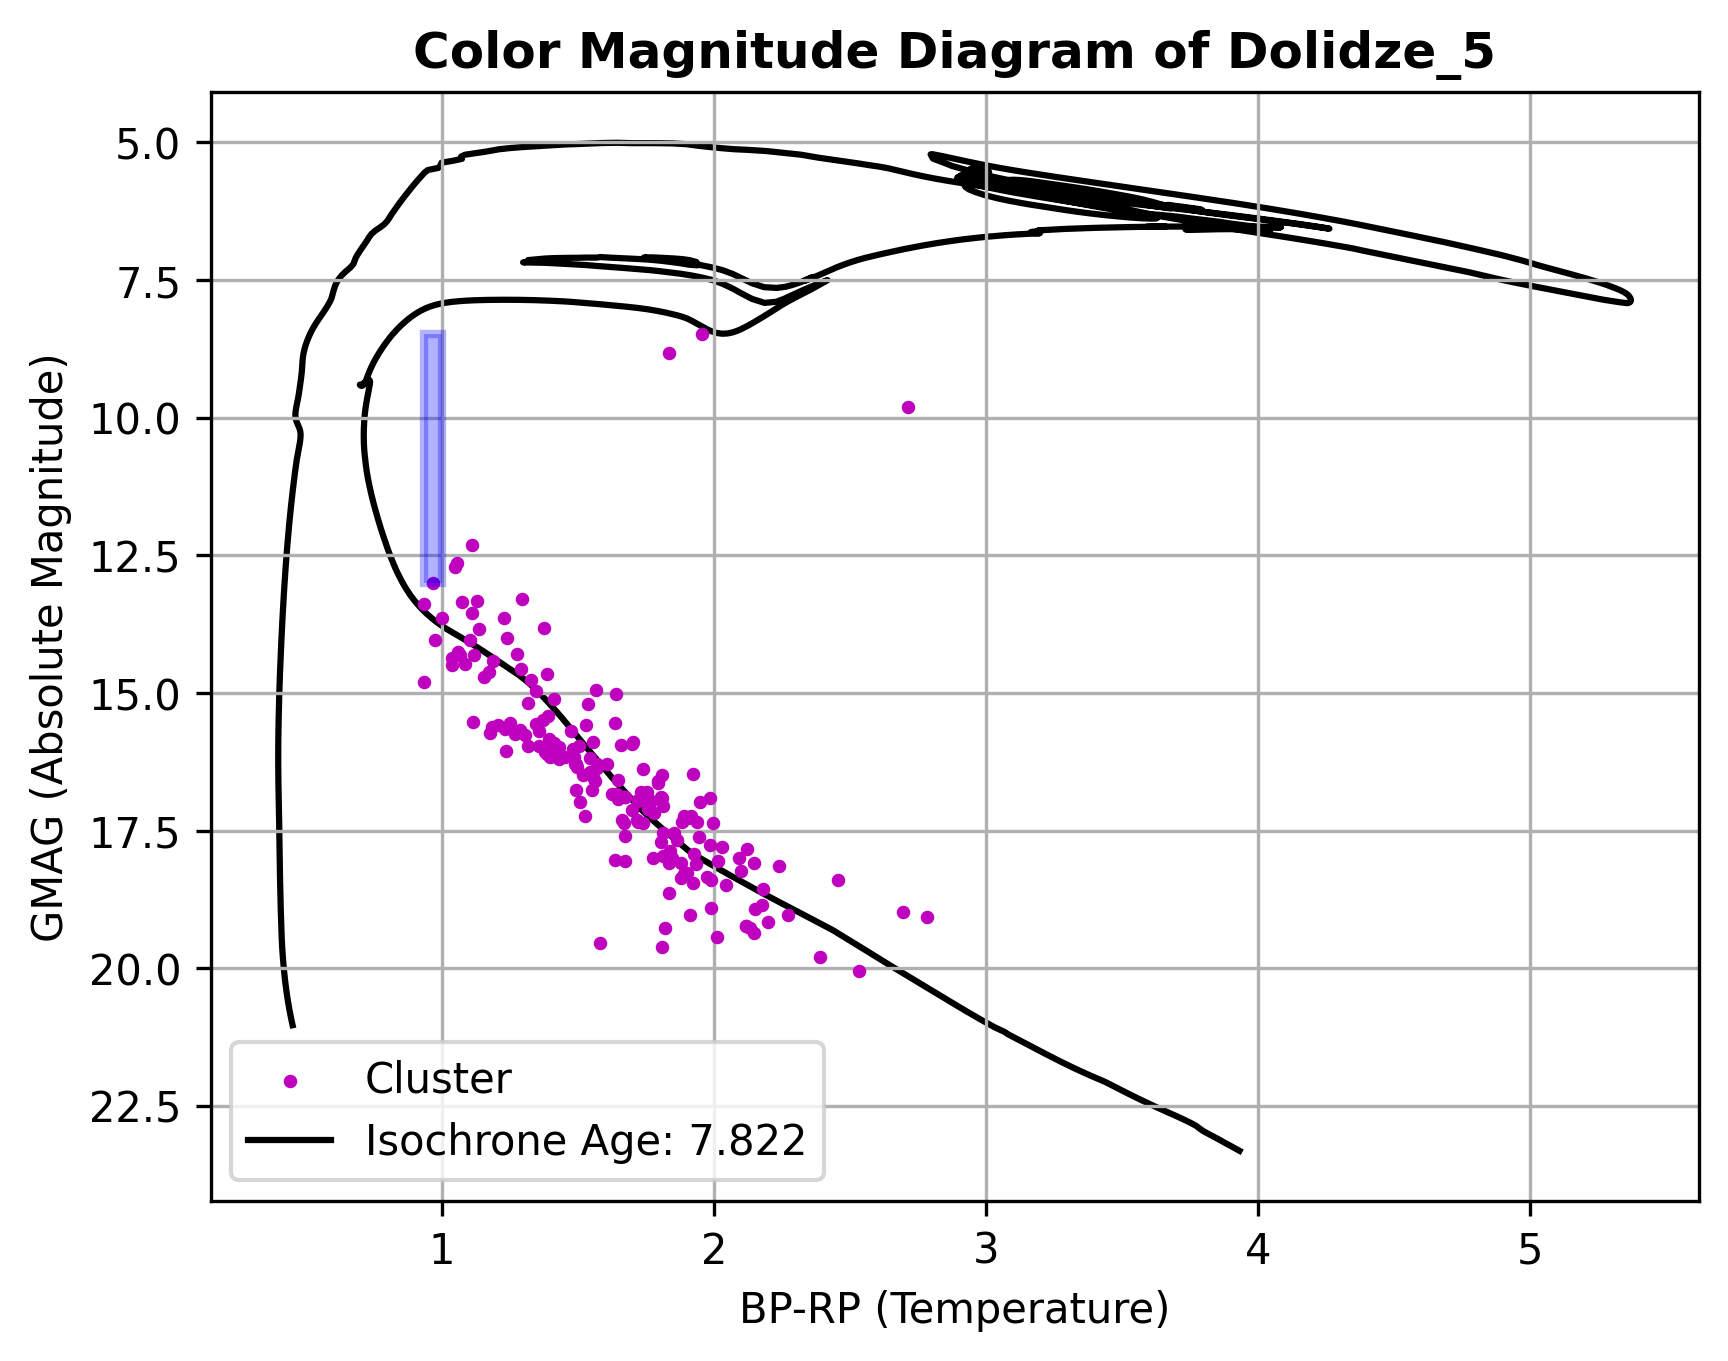 Color Magnitude Diagram of Dolidze_5
GMAG (Absolute Magnitude)
5.0
7.5
10.0
12.5
15.0
17.5
20.0
22.5
Cluster
Isochrone Age: 7.822
1 2 3 4 5
BP-RP (Temperature)